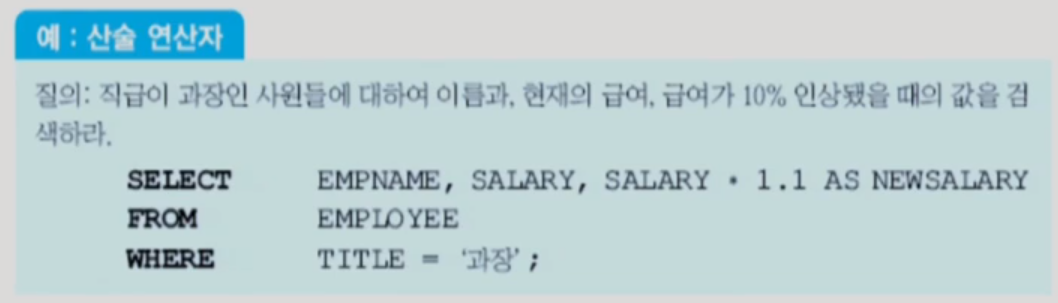 예 : 산술 연산자
질의: 직급이 과장인 사원들에 대하여 이름과, 현재의 급여, 급여가 10% 인상됐을 때의 값을 검
색하라.
SELECT EMPNAME, SALARY, SALARY * 1.1 AS NEWSALARY
FROM EMPLOYEE
WHERE TITLE = '과장';